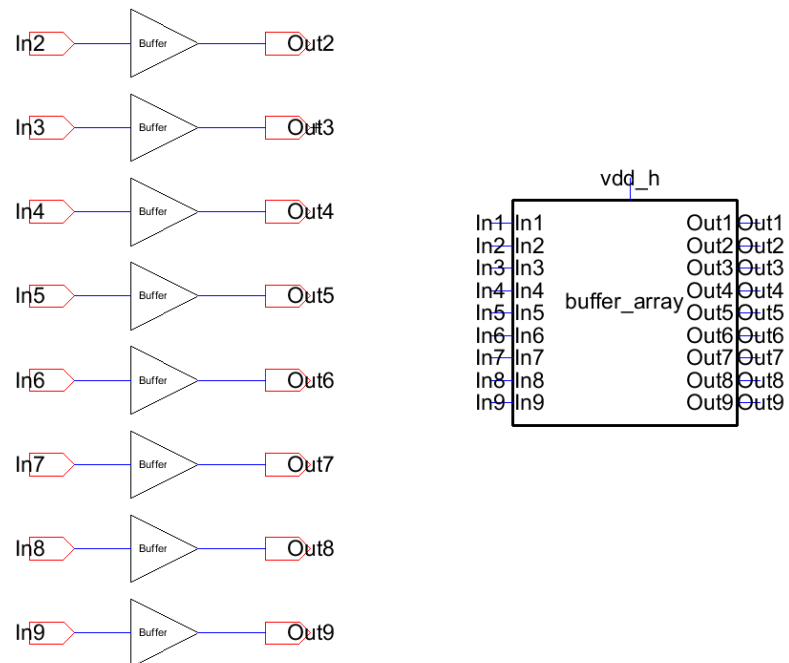 In2 Buffer Out2
In3 Buffer Out3
In4 Buffer Out4
In5 Buffer Out5
In6 Buffer Out6
In7 Buffer Out7
In8 Buffer Out8
In9 Buffer Out9
vdd_h
In1 In1 Out1 Out1
In2 In2 Out2 Out2
In3 In3 Out3 Out3
In4 In4 Out4 Out4
buffer_array
In5 In5 Out5 Out5
In6 In6 Out6 Out6
In7 In7 Out7 Out7
In8 In8 Out8 Out8
In9 In9 Out9 Out9